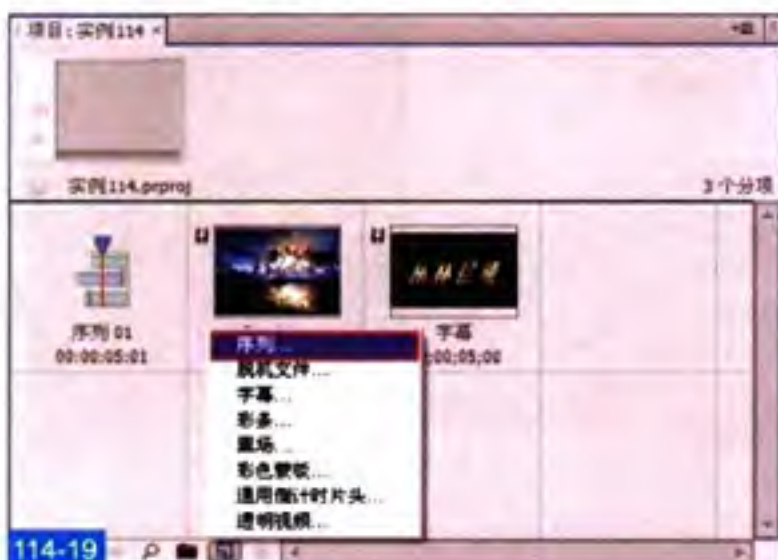 项目: 实例114 ×
实例114.prproj
3 个分项
序列 01
00:00:05:01
字幕
00:05:00
序列...
脱机文件...
字幕...
彩条...
黑场...
彩色蒙板...
通用倒计时片头...
透明视频...
114-19